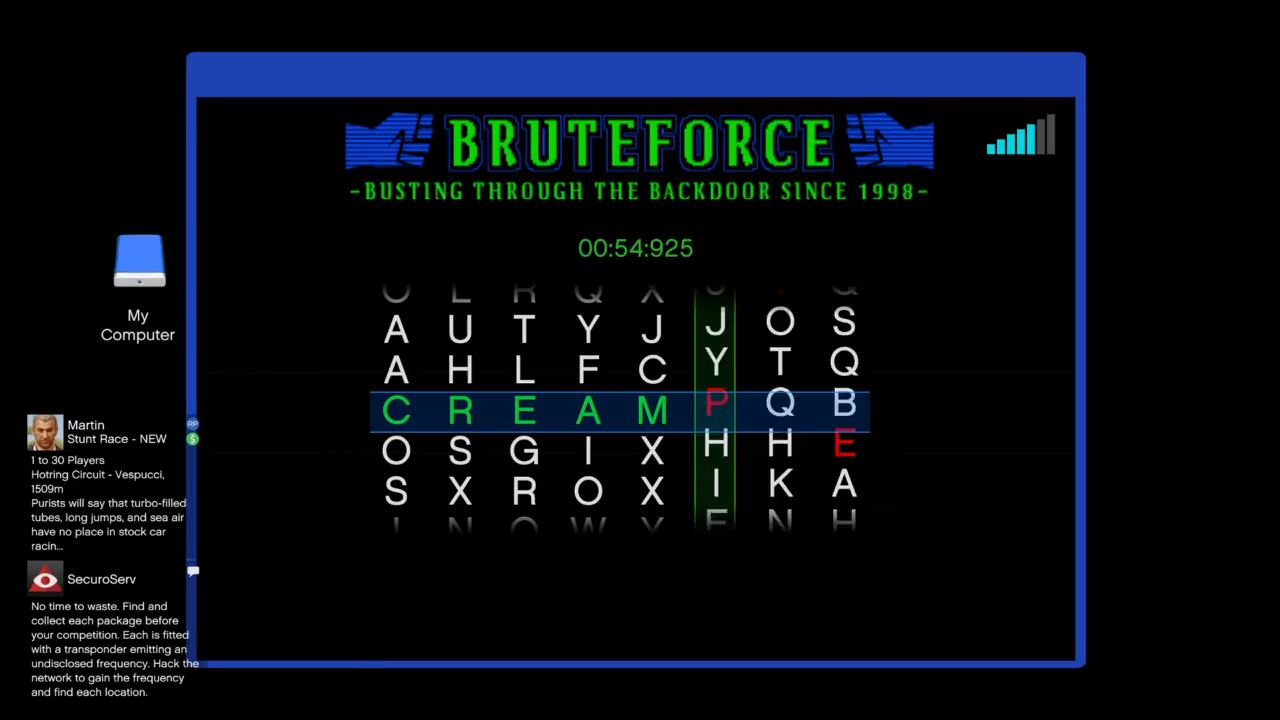 BRUTEFORCE
-BUSTING THROUGH THE BACKDOOR SINCE 1998-
00:54:925
A U T Y J J O S
A H L F C Y T Q
C R E A M P Q B
O S G I X H H E
S X R O X I K A
My
Computer
Martin
Stunt Race - NEW
RP
$
1 to 30 Players
Hotring Circuit - Vespucci,
1509m
Purists will say that turbo-filled
tubes, long jumps, and sea air
have no place in stock car
racin...
SecuroServ
No time to waste. Find and
collect each package before
your competition. Each is fitted
with a transponder emitting an
undisclosed frequency. Hack the
network to gain the frequency
and find each location.